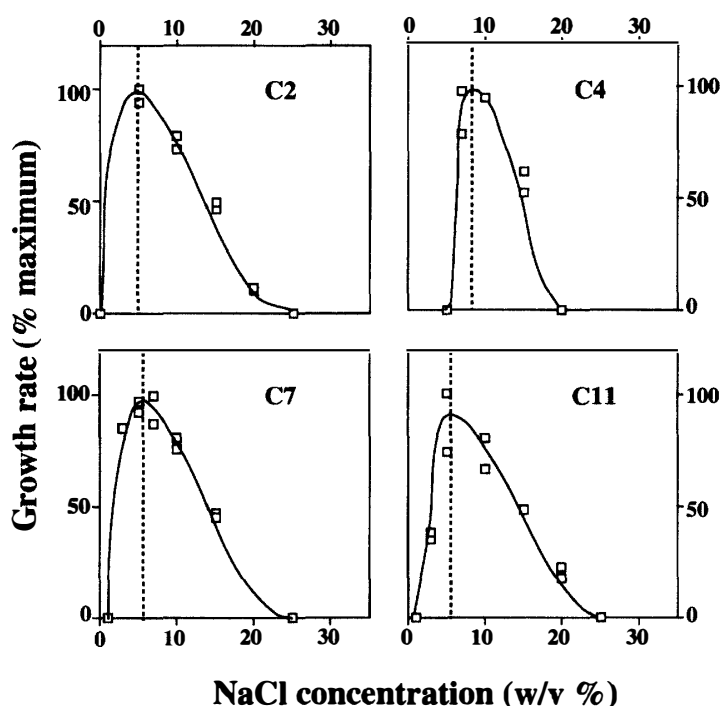 0 10 20 30 0 10 20 30
100 C2 C4 100
50 50
0 0
100 C7 C11 100
50 50
0 0
0 10 20 30 0 10 20 30
Growth rate (% maximum)
NaCl concentration (w/v %)